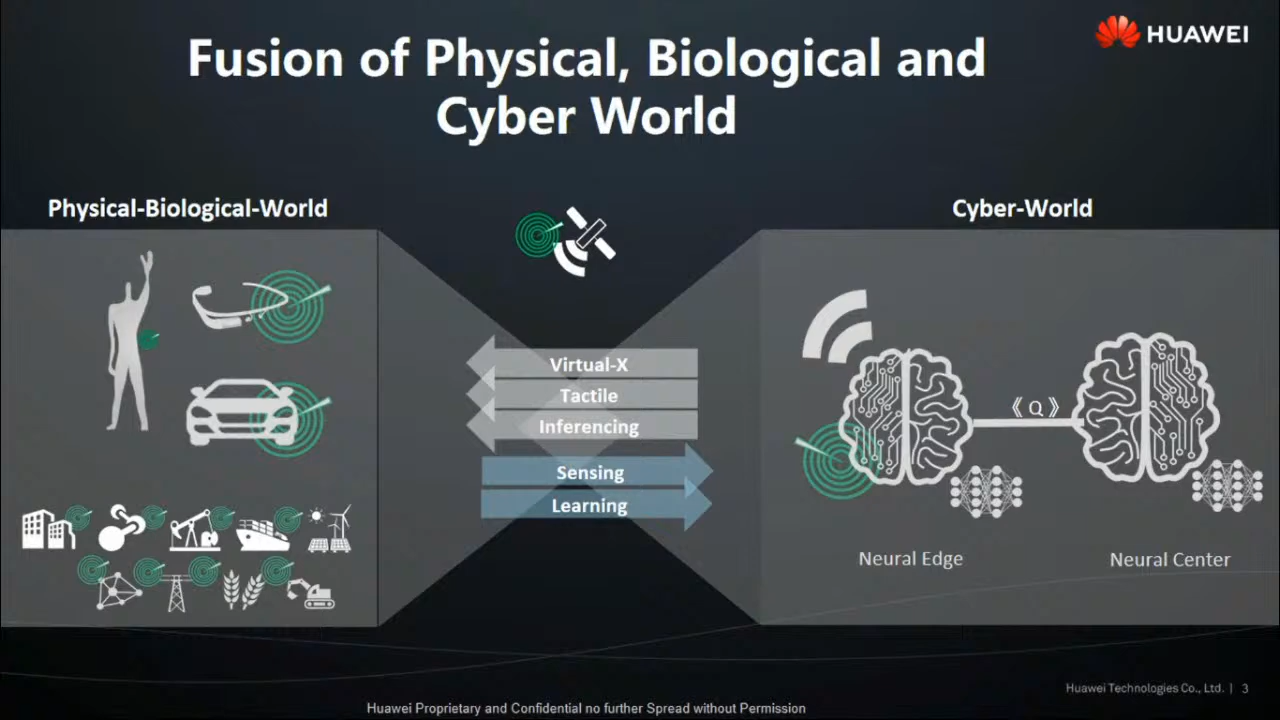 HUAWEI
Fusion of Physical, Biological and
Cyber World
Physical-Biological-World
Cyber-World
Virtual-X
Tactile
Inferencing
Sensing
Learning
《Q》
Neural Edge
Neural Center
Huawei Technologies Co., Ltd. | 3
Huawei Proprietary and Confidential no further Spread without Permission